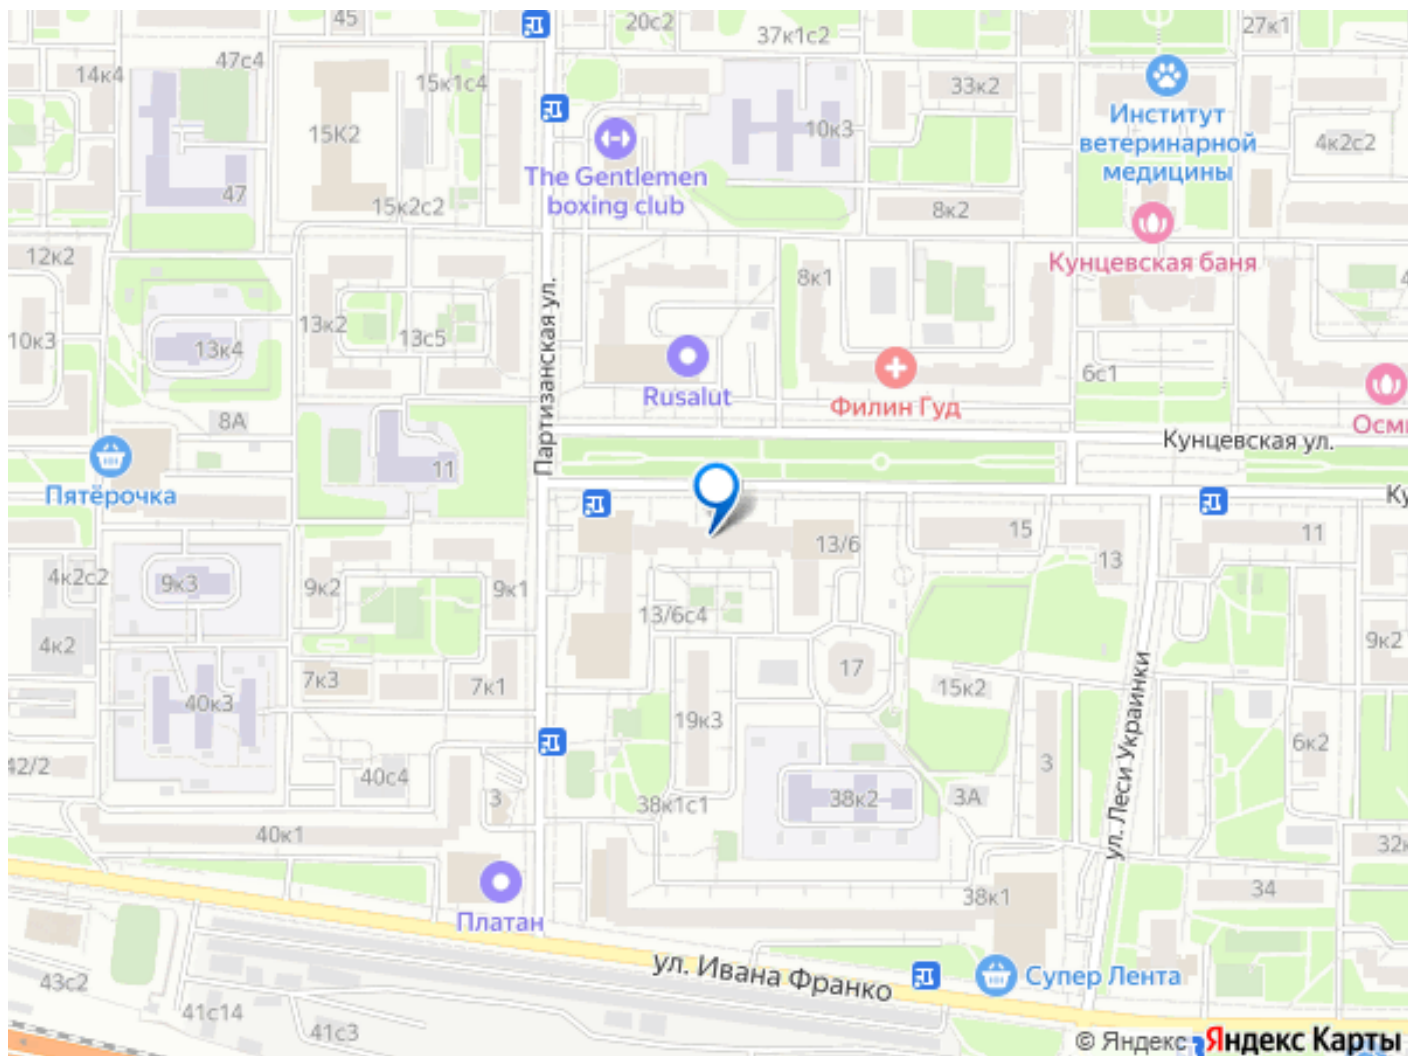 45
20с2
37к1с2
27к1
47с4
14к4
15к1с4
33к2
Институт
ветеринарной
медицины
15К2
10к3
4к2с2
The Gentlemen
boxing club
47
15к2с2
8к2
12к2
Кунцевская баня
8к1
4
Партизанская ул.
13к2
13с5
10к3
13к4
6с1
Rusalut
Филин Гуд
8А
Осми
Кунцевская ул.
11
Пятёрочка
Ку
15
11
13/6
13
4к2с2
9к3
9к2
9к1
13/6с4
4к2
9к2
17
7к3
7к1
15к2
40к3
19к3
ул. Леси Украинки
6к2
42/2
40с4
3
3
38к1с1
38к2
3А
40к1
32к
34
38к1
Платан
ул. Ивана Франко
Супер Лента
43с2
41с14
41с3
© Яндекс Яндекс Карты